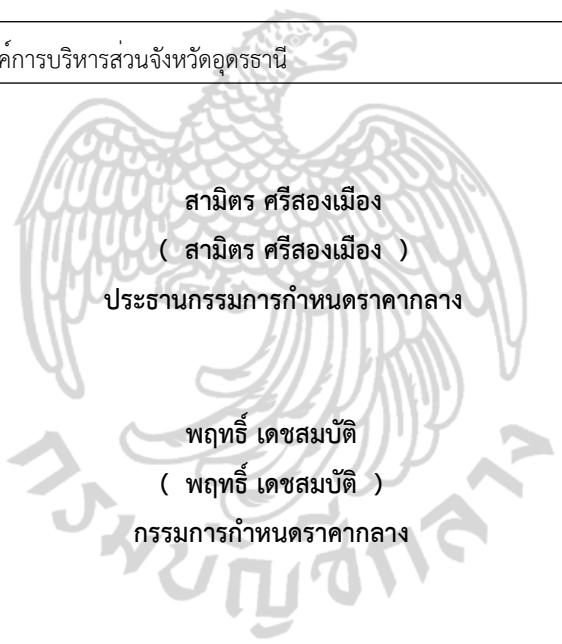 ค์การบริหารส่วนจังหวัดอุดรธานี
สามิตร ศรีสองเมือง
( สามิตร ศรีสองเมือง )
ประธานกรรมการกำหนดราคากลาง
พฤทธิ์ เดชสมบัติ
( พฤทธิ์ เดชสมบัติ )
กรรมการกำหนดราคากลาง
กรมบัญชีกลาง